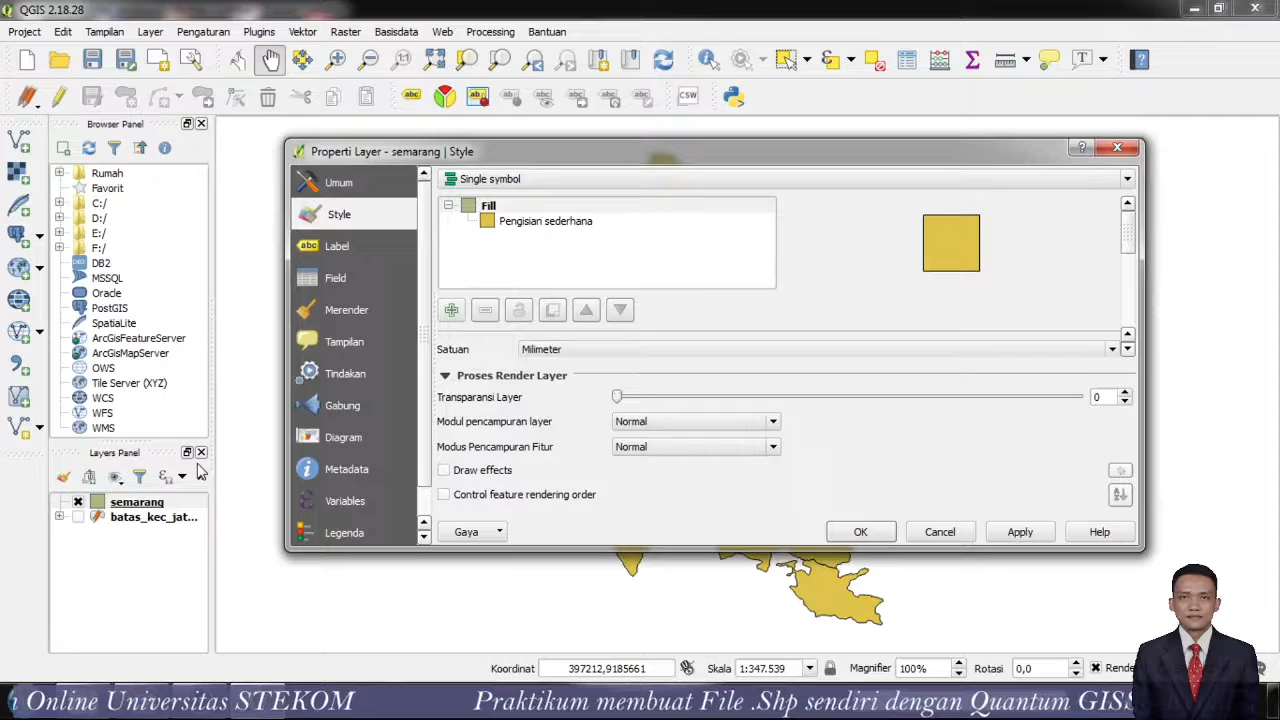 QGIS 2.18.28
Project Edit Tampilan Layer Pengaturan Plugins Vektor Raster Basisdata Web Processing Bantuan
CSW
Browser Panel
Rumah
Favorit
C:/
D:/
E:/
F:/
DB2
MSSQL
Oracle
PostGIS
SpatiaLite
ArcGisFeatureServer
ArcGisMapServer
OWS
Tile Server (XYZ)
WCS
WFS
WMS
Layers Panel
semarang
batas_kec_jat...
Properti Layer - semarang | Style
Umum
Style
Label
Field
Merender
Tampilan
Tindakan
Gabung
Diagram
Metadata
Variables
Legenda
Single symbol
Fill
Pengisian sederhana
Satuan Milimeter
Proses Render Layer
Transparansi Layer 0
Modul pencampuran layer Normal
Modus Pencampuran Fitur Normal
Draw effects
Control feature rendering order
Gaya OK Cancel Apply Help
Koordinat 397212,9185661 Skala 1:347.539 Magnifier 100% Rotasi 0,0 Rende
i Online Universitas STEKOM Praktikum membuat File .Shp sendiri dengan Quantum GISS